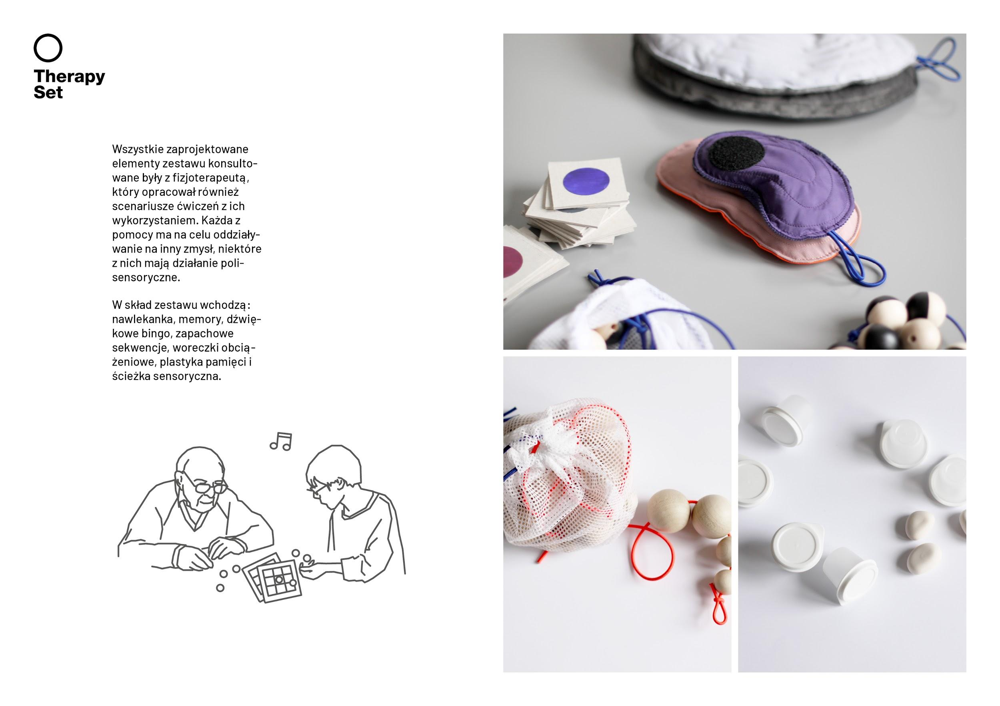 Therapy
Set
Wszystkie zaprojektowane
elementy zestawu konsulto-
wane były z fizjoterapeutą,
który opracował również
scenariusze ćwiczeń z ich
wykorzystaniem. Każda z
pomocy ma na celu oddziały-
wanie na inny zmysł, niektóre
z nich mają działanie poli-
sensoryczne.
W skład zestawu wchodzą:
nawlekanka, memory, dźwię-
kowe bingo, zapachowe
sekwencje, woreczki obcią-
żeniowe, plastyka pamięci i
ścieżka sensoryczna.